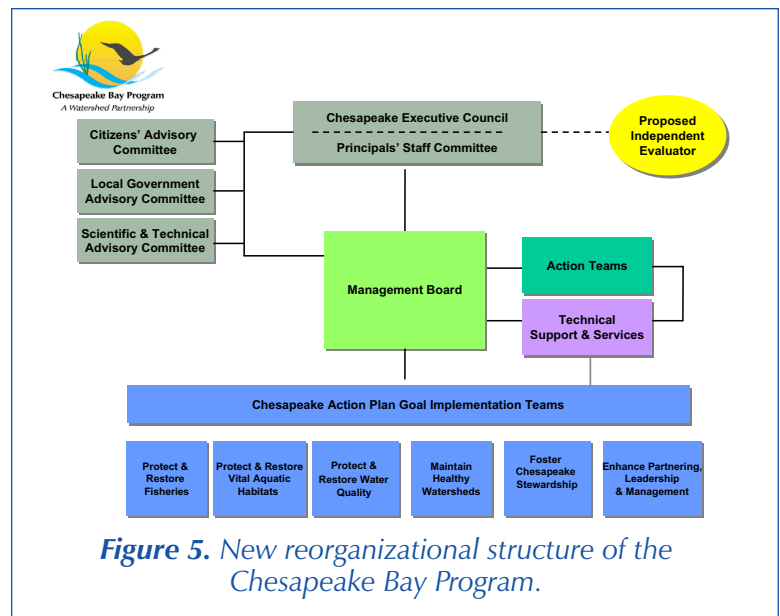 Chesapeake Bay Program
A Watershed Partnership
Chesapeake Executive Council
Principals' Staff Committee
Proposed
Independent
Evaluator
Citizens' Advisory
Committee
Local Government
Advisory Committee
Scientific & Technical
Advisory Committee
Management Board
Action Teams
Technical
Support & Services
Chesapeake Action Plan Goal Implementation Teams
Protect &
Restore
Fisheries
Protect & Restore
Vital Aquatic
Habitats
Protect &
Restore Water
Quality
Maintain
Healthy
Watersheds
Foster
Chesapeake
Stewardship
Enhance Partnering,
Leadership
& Management
Figure 5. New reorganizational structure of the
Chesapeake Bay Program.